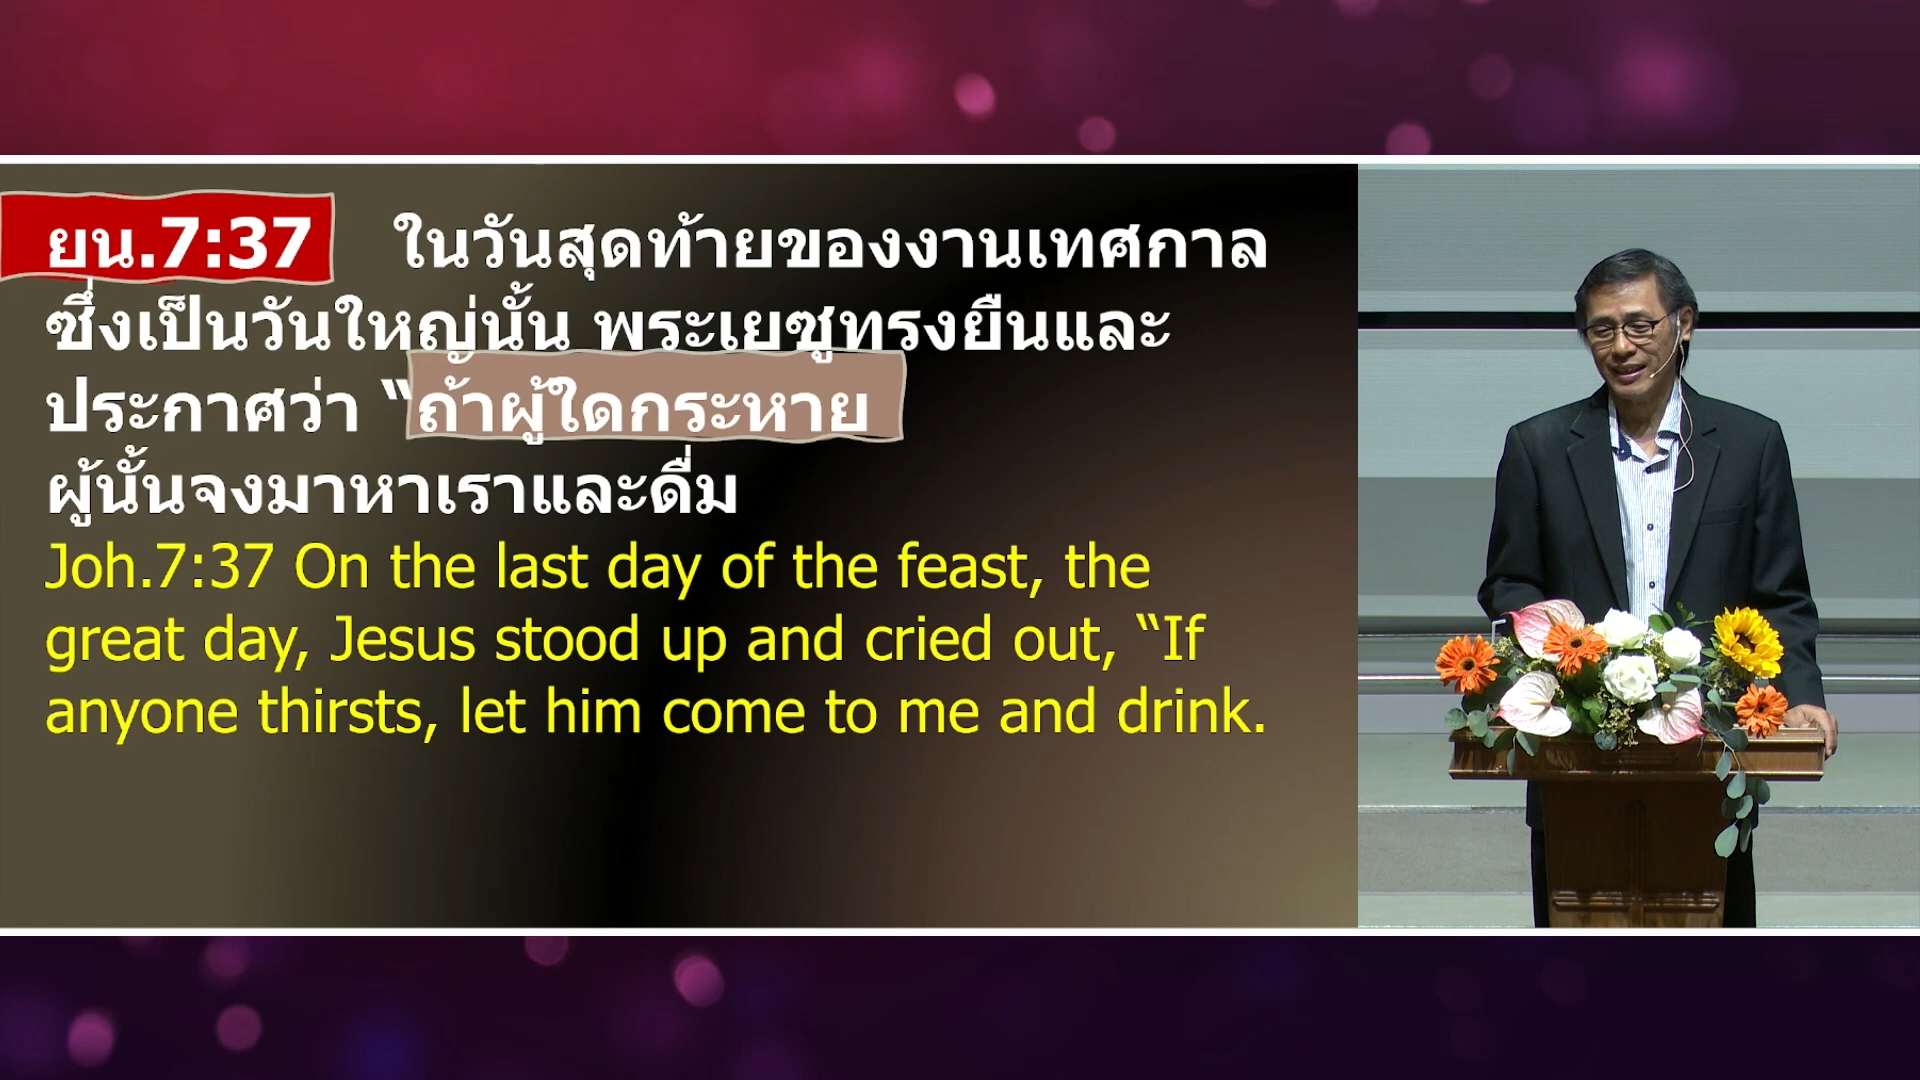 ยน.7:37 ในวันสุดท้ายของงานเทศกาล
ซึ่งเป็นวันใหญ่นั้น พระเยซูทรงยืนและ
ประกาศว่า “ถ้าผู้ใดกระหาย
ผู้นั้นจงมาหาเราและดื่ม
Joh.7:37 On the last day of the feast, the
great day, Jesus stood up and cried out, “If
anyone thirsts, let him come to me and drink.